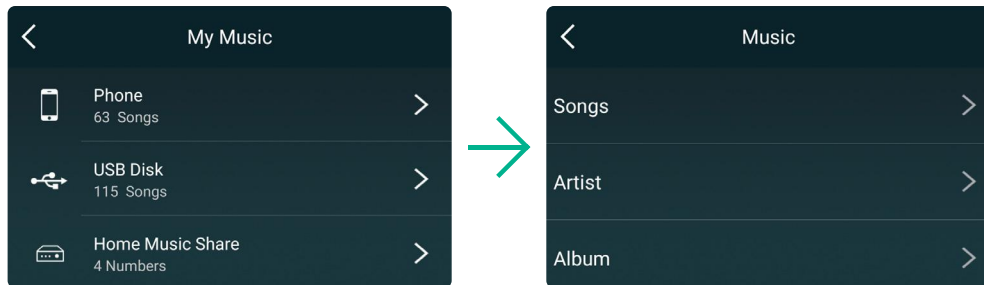 My Music
Phone
63 Songs
USB Disk
115 Songs
Home Music Share
4 Numbers
Music
Songs
Artist
Album